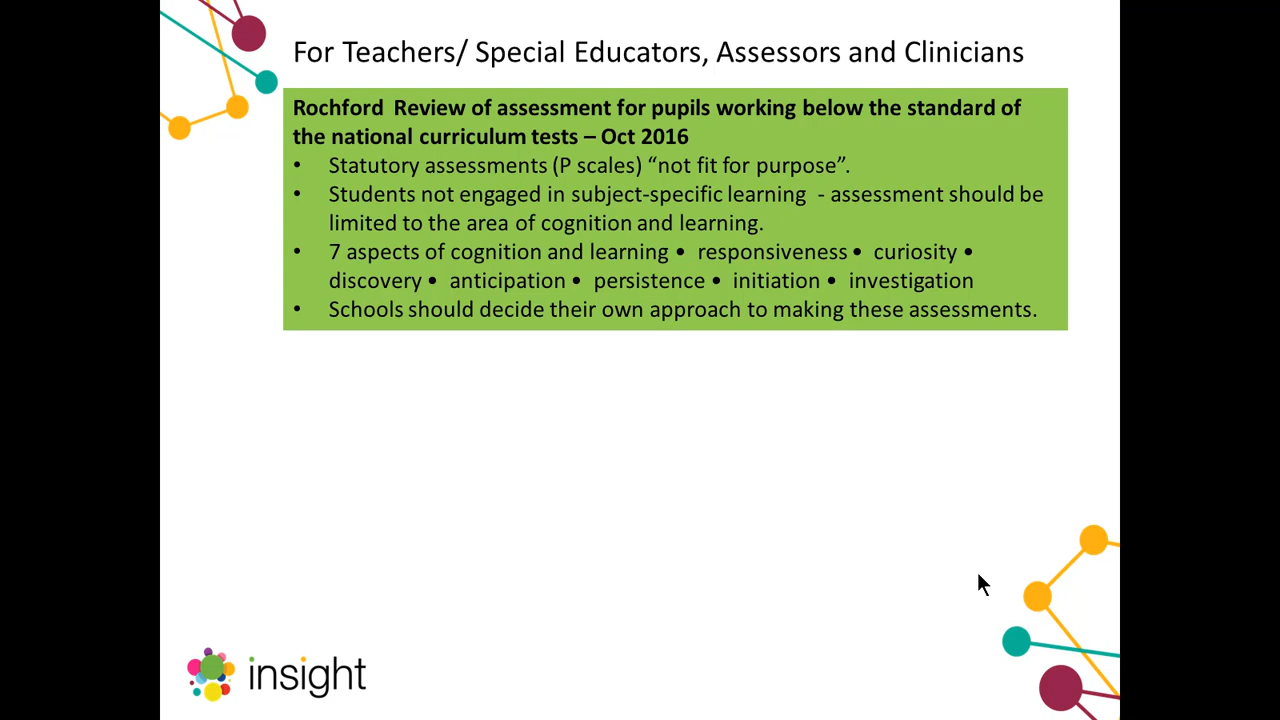 For Teachers/ Special Educators, Assessors and Clinicians
Rochford  Review of assessment for pupils working below the standard of
the national curriculum tests – Oct 2016
• Statutory assessments (P scales) “not fit for purpose”.
• Students not engaged in subject-specific learning  - assessment should be
limited to the area of cognition and learning.
• 7 aspects of cognition and learning • responsiveness • curiosity •
discovery • anticipation • persistence • initiation • investigation
• Schools should decide their own approach to making these assessments.
insight